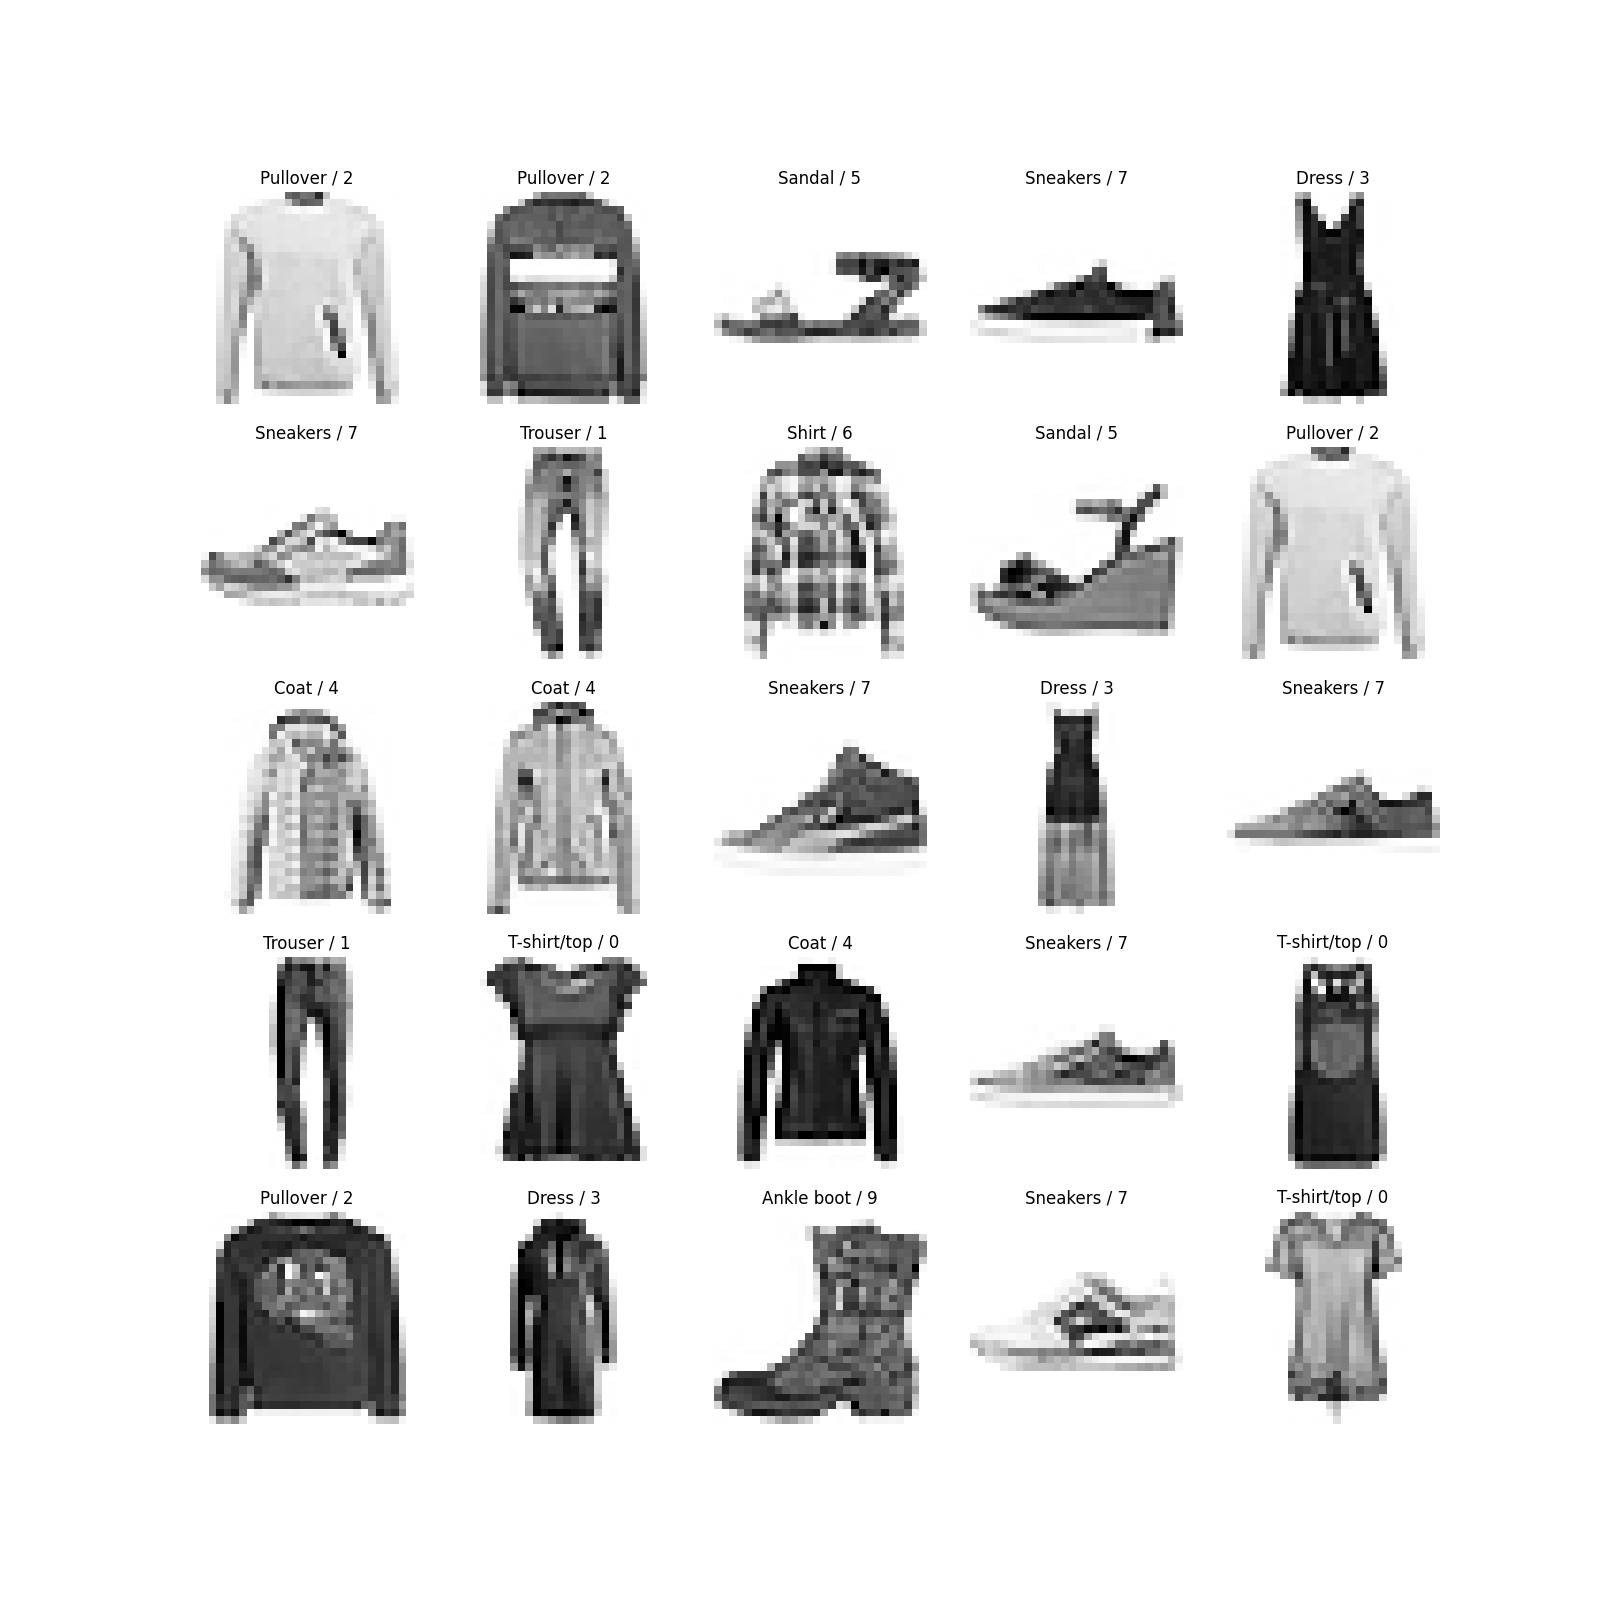 Pullover / 2
Pullover / 2
Sandal / 5
Sneakers / 7
Dress / 3
Sneakers / 7
Trouser / 1
Shirt / 6
Sandal / 5
Pullover / 2
Coat / 4
Coat / 4
Sneakers / 7
Dress / 3
Sneakers / 7
Trouser / 1
T-shirt/top / 0
Coat / 4
Sneakers / 7
T-shirt/top / 0
Pullover / 2
Dress / 3
Ankle boot / 9
Sneakers / 7
T-shirt/top / 0